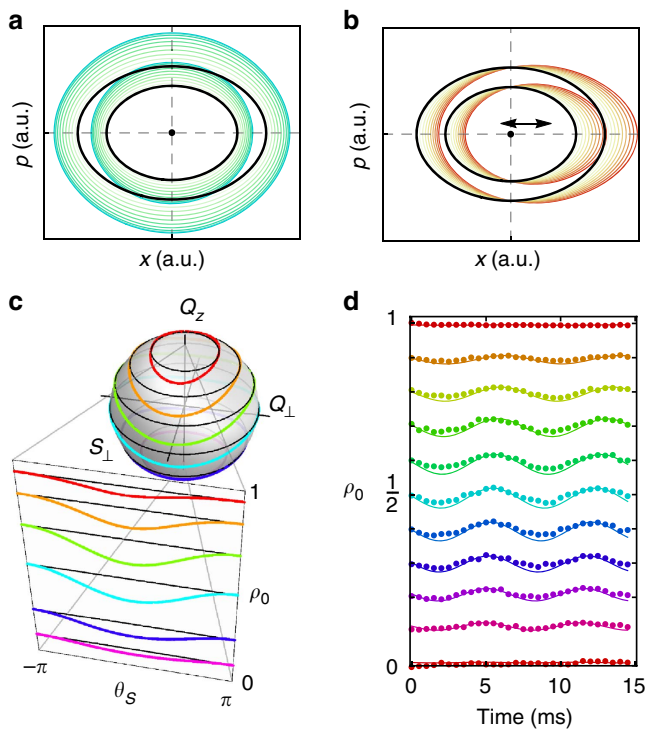 a
p (a.u.)
x (a.u.)
b
p (a.u.)
x (a.u.)
c
Q_z
Q_⊥
S_⊥
1
ρ_0
0
−π
θ_S
π
d
1
ρ_0
1
2
0
0
5
10
15
Time (ms)